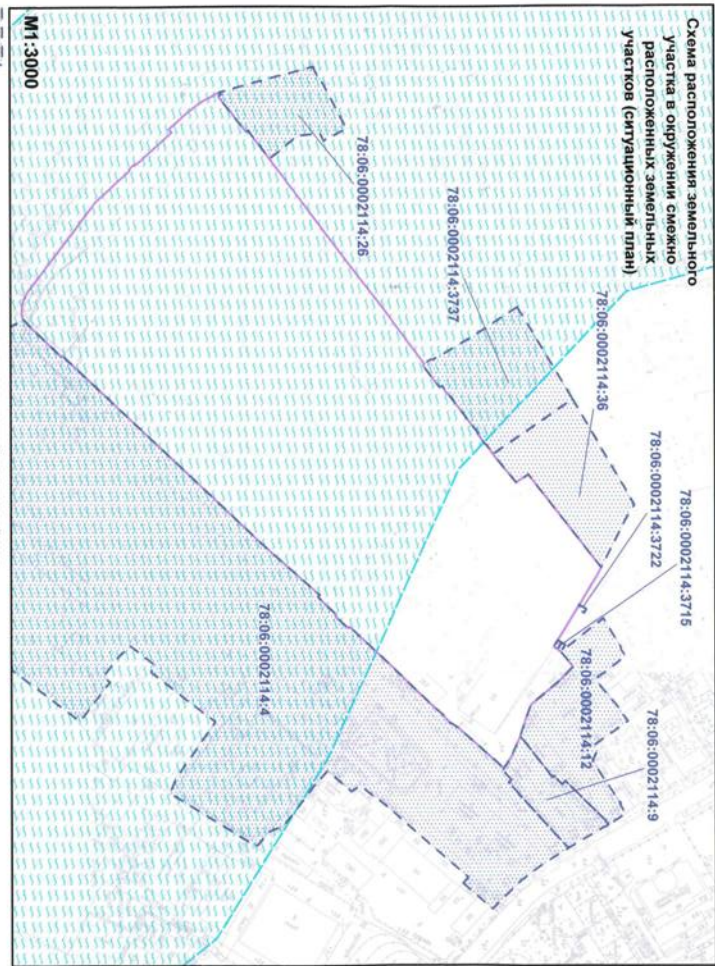 Схема расположения земельного
участка в окружении смежно
расположенных земельных
участков (ситуационный план)
78:06:0002114:36
78:06:0002114:3722
78:06:0002114:3715
78:06:0002114:9
78:06:0002114:12
78:06:0002114:3737
78:06:0002114:26
78:06:0002114:4
М1:3000